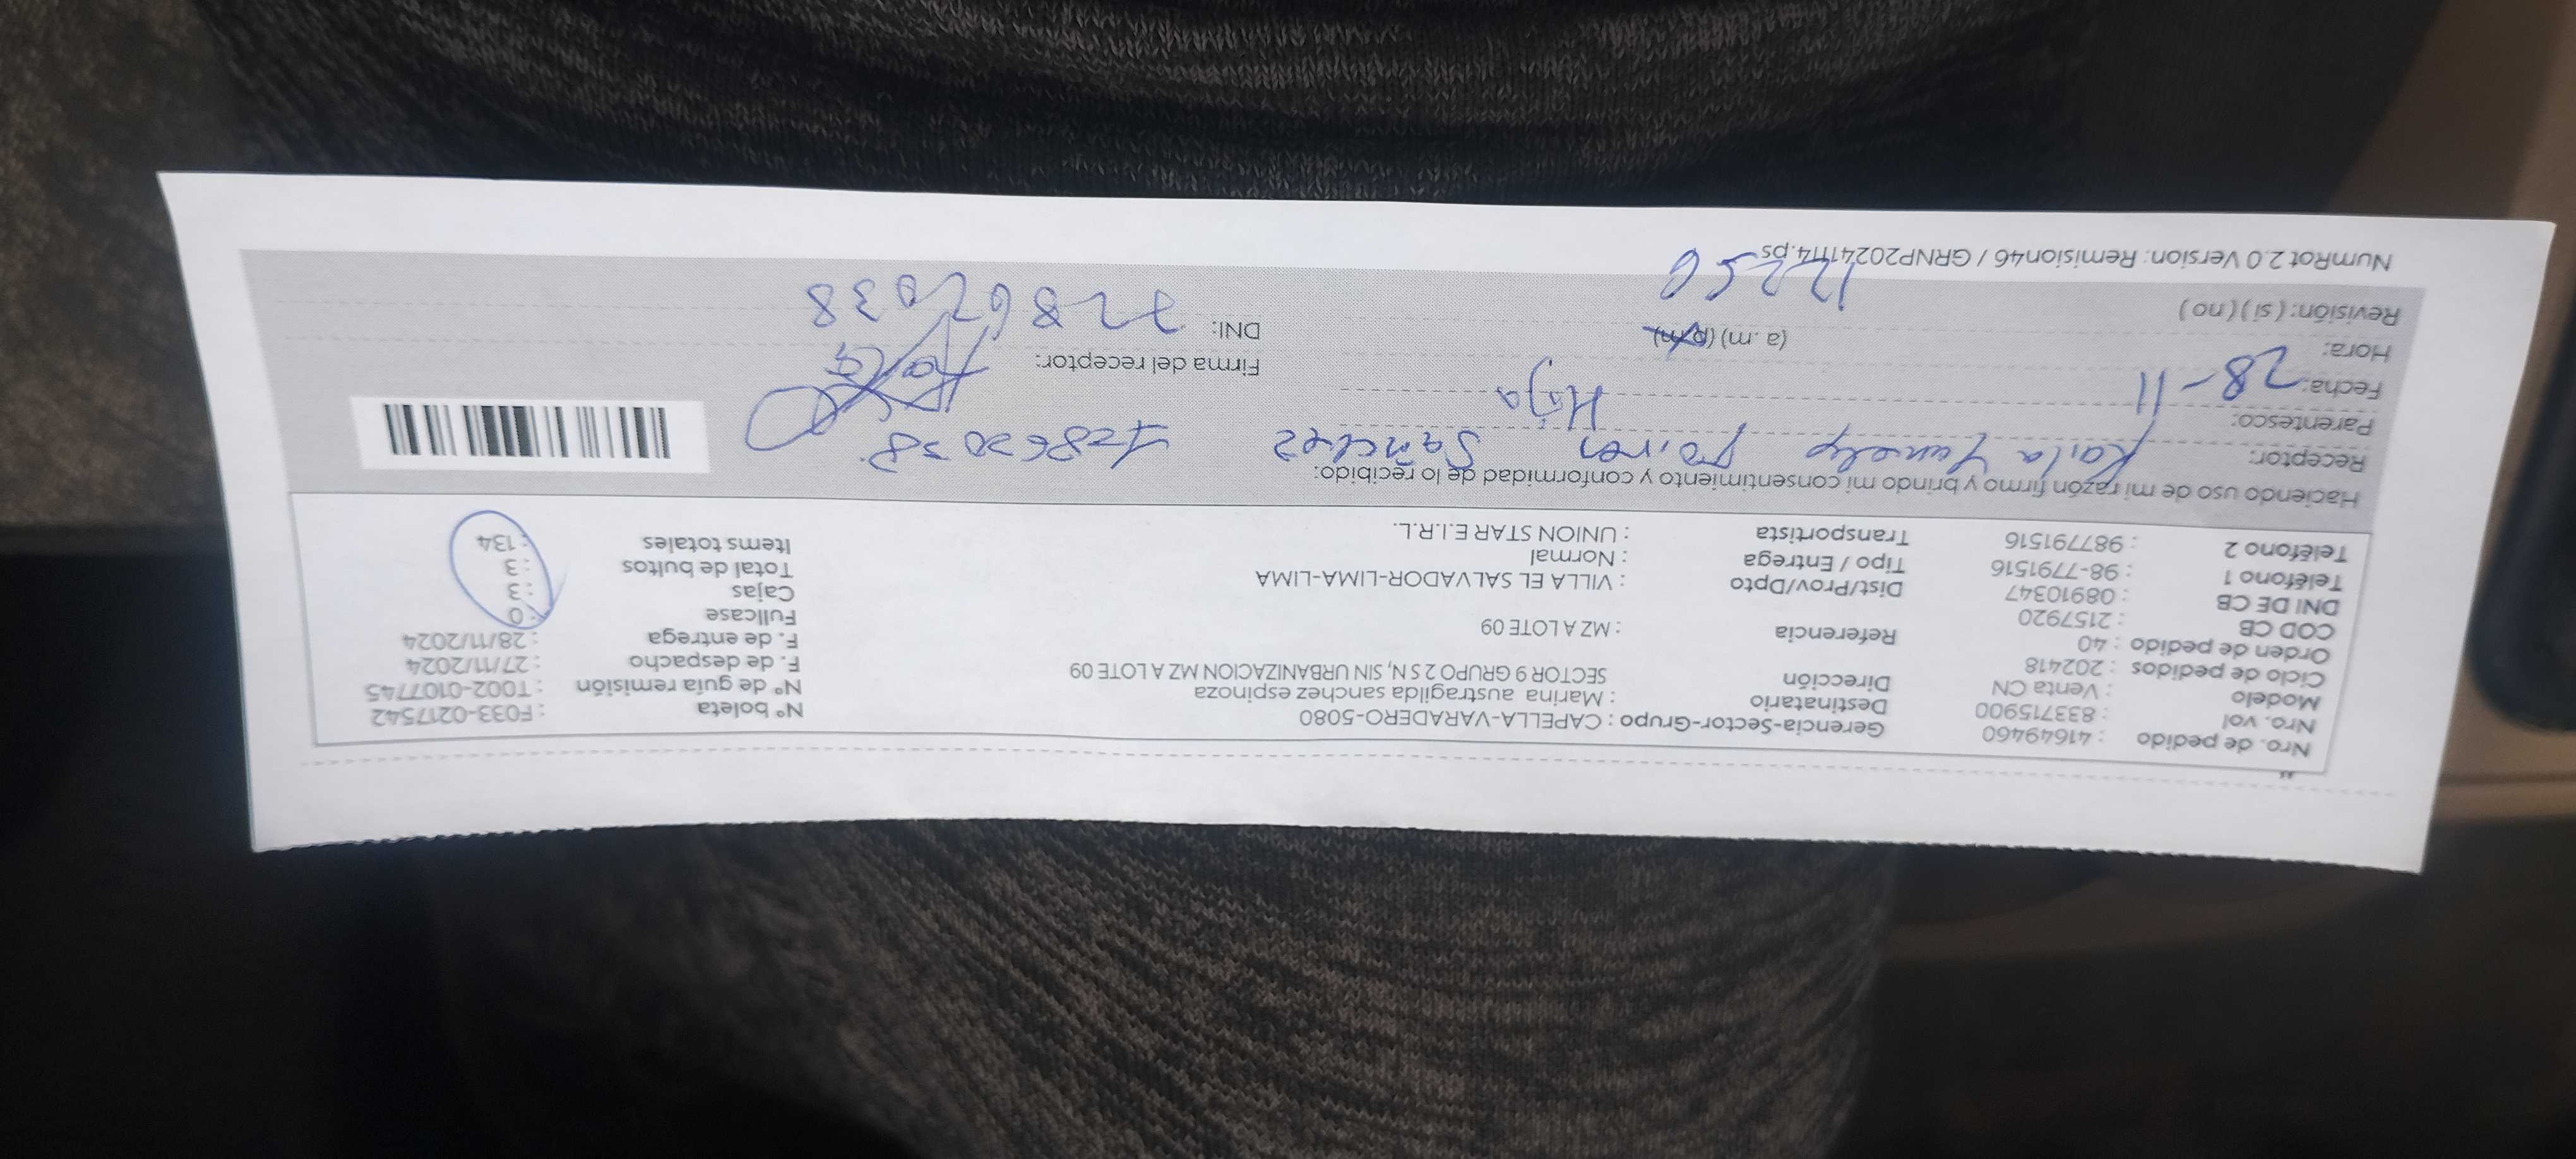 Nro. de pedido : 41649460
Nro. vol : 833715900
Modelo : Venta CN
Ciclo de pedidos : 202418
Orden de pedido : 40
COD CB : 2157920
DNI DE CB : 08910347
Teléfono 1 : 98-7791516
Teléfono 2 : 987791516
Gerencia-Sector-Grupo : CAPELLA-VARADERO-5080
Destinatario : Marina austragilda sanchez espinoza
Dirección SECTOR 9 GRUPO 2 S N, SIN URBANIZACION MZ A LOTE 09
Referencia : MZ A LOTE 09
Dist/Prov/Dpto : VILLA EL SALVADOR-LIMA-LIMA
Tipo / Entrega : Normal
Transportista : UNION STAR E.I.R.L.
N° boleta : F033-0217542
N° de guía remisión : T002-0107745
F. de despacho : 27/11/2024
F. de entrega : 28/11/2024
Fullcase : 0
Cajas : 3
Total de bultos : 3
Items totales : 134
Haciendo uso de mi razón firmo y brindo mi consentimiento y conformidad de lo recibido:
Receptor: Sanchez 72862038
Parentesco: Hija
Fecha: 28-11
Hora: (a.m) (p.m) 12 56
Revisión: (si) (no)
Firma del receptor:
DNI: 72862038
NumRot 2.0 Version: Remision46 / GRNP20241114.ps